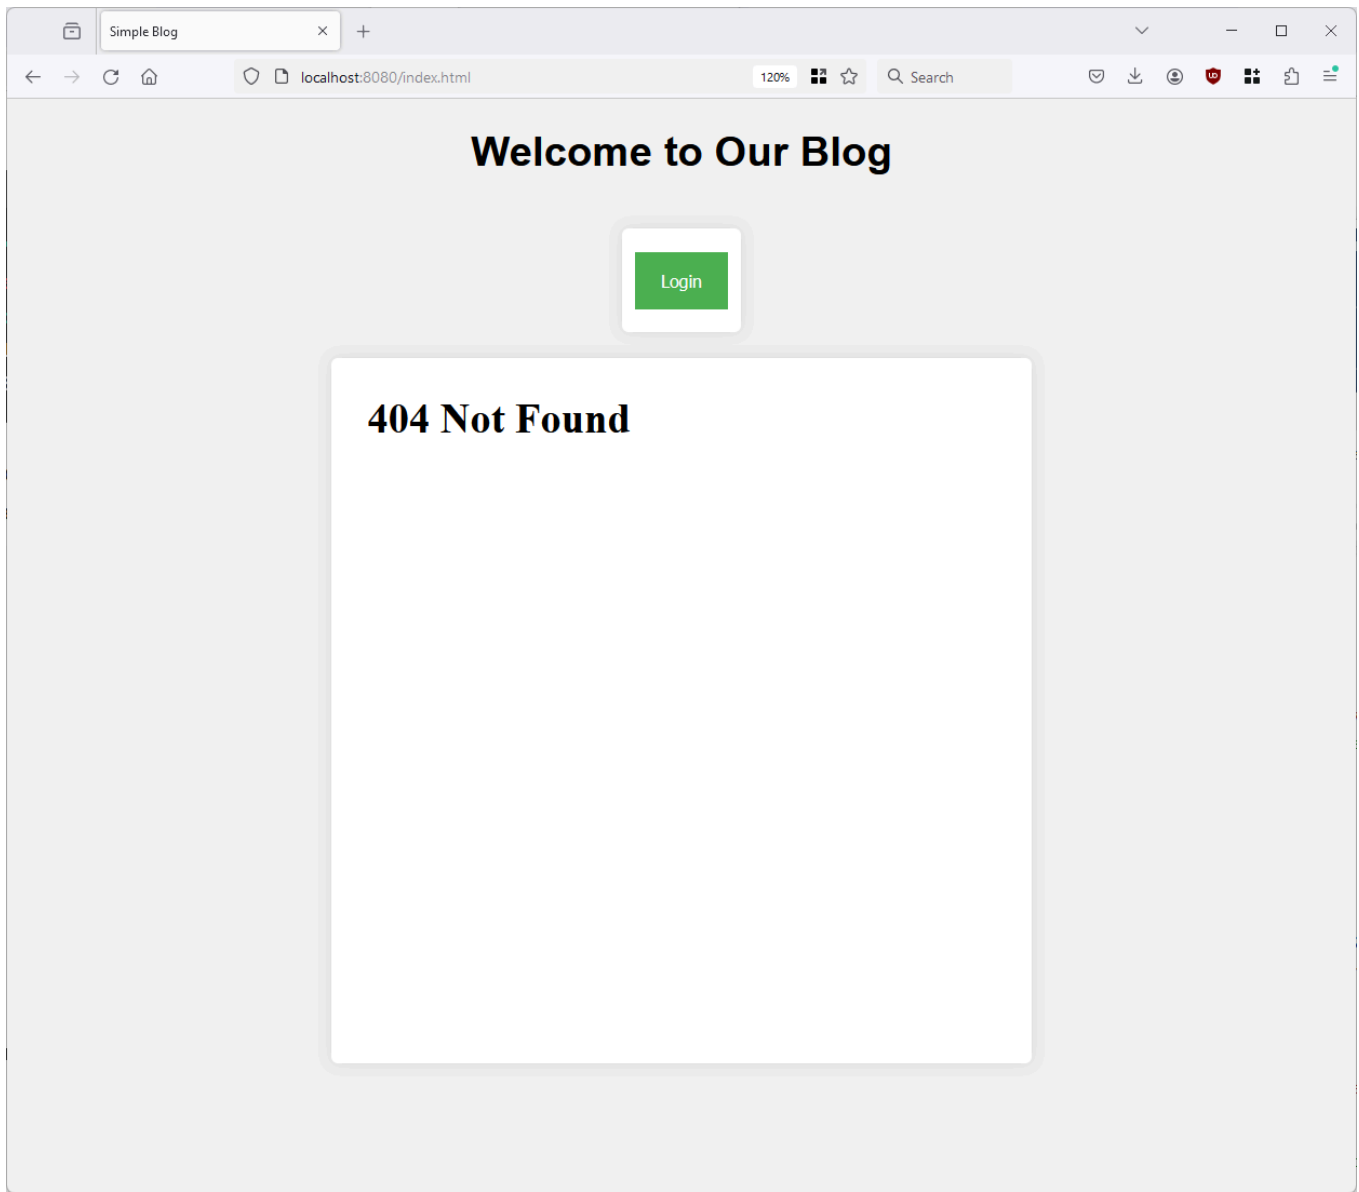 Simple Blog
localhost:8080/index.html
120%
Search
Welcome to Our Blog
Login
404 Not Found